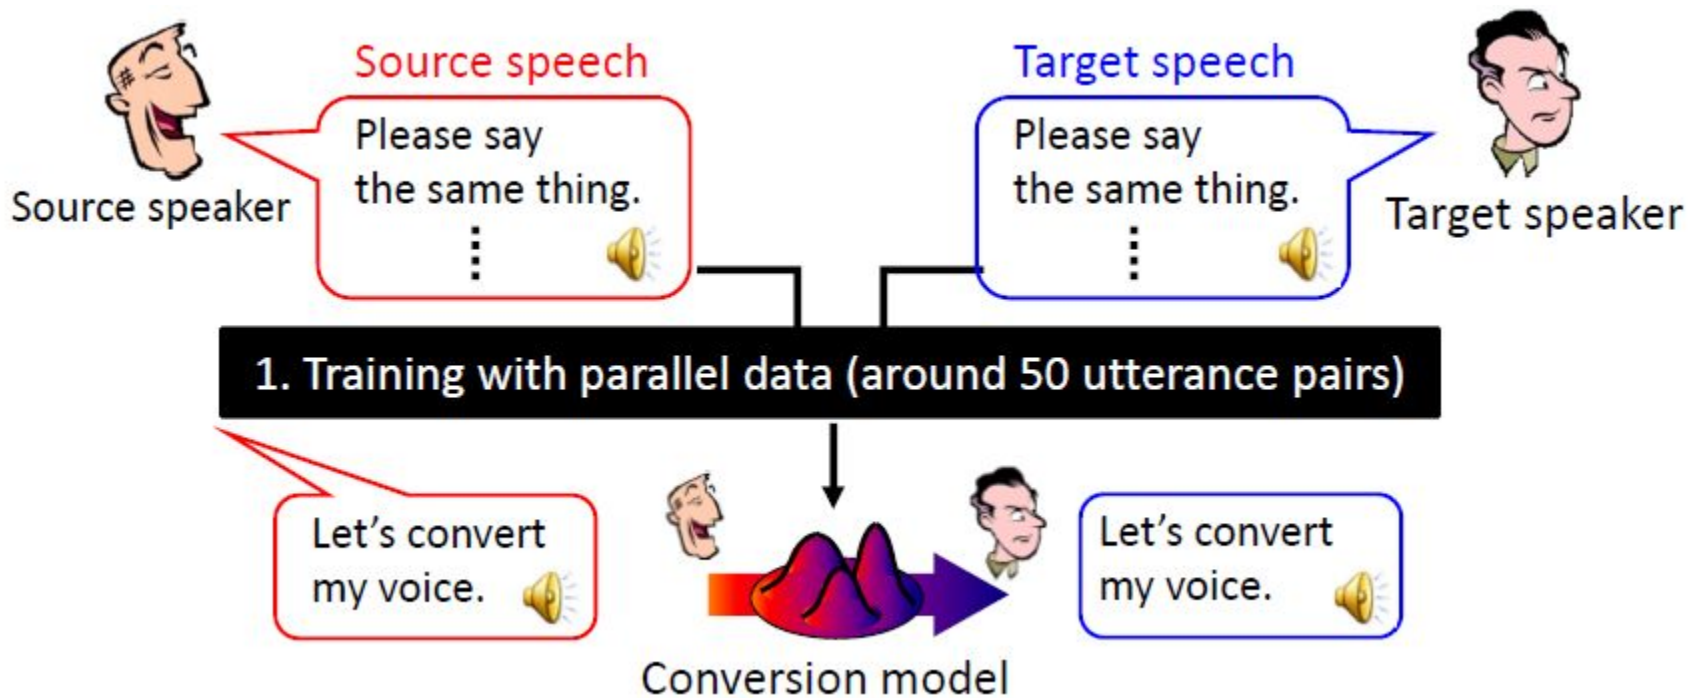 Source speech
Target speech
Please say
the same thing.
Please say
the same thing.
Source speaker
Target speaker
1. Training with parallel data (around 50 utterance pairs)
Let’s convert
my voice.
Let’s convert
my voice.
Conversion model